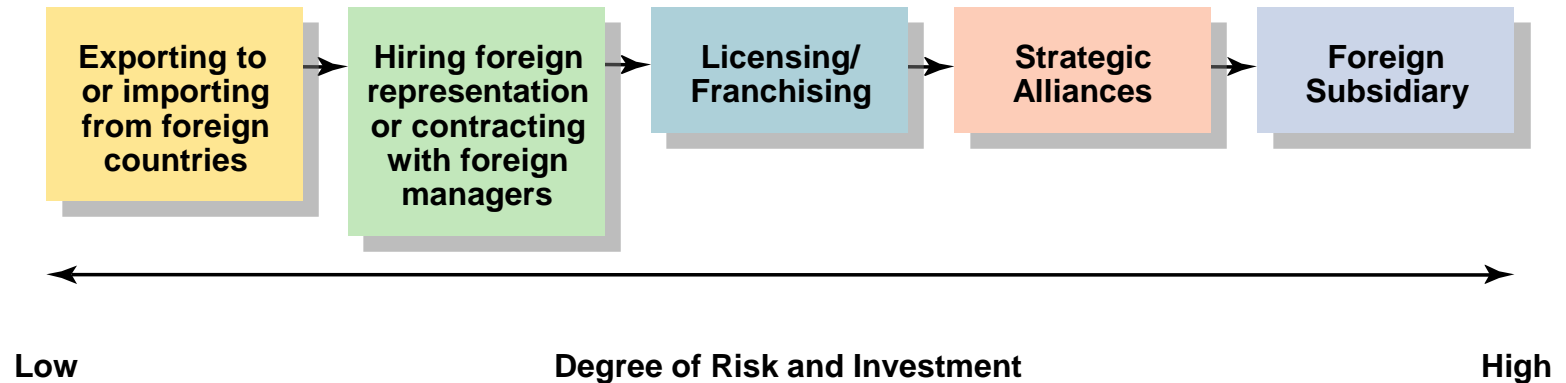 Exporting to
or importing
from foreign
countries
Hiring foreign
representation
or contracting
with foreign
managers
Licensing/
Franchising
Strategic
Alliances
Foreign
Subsidiary
Low
Degree of Risk and Investment
High